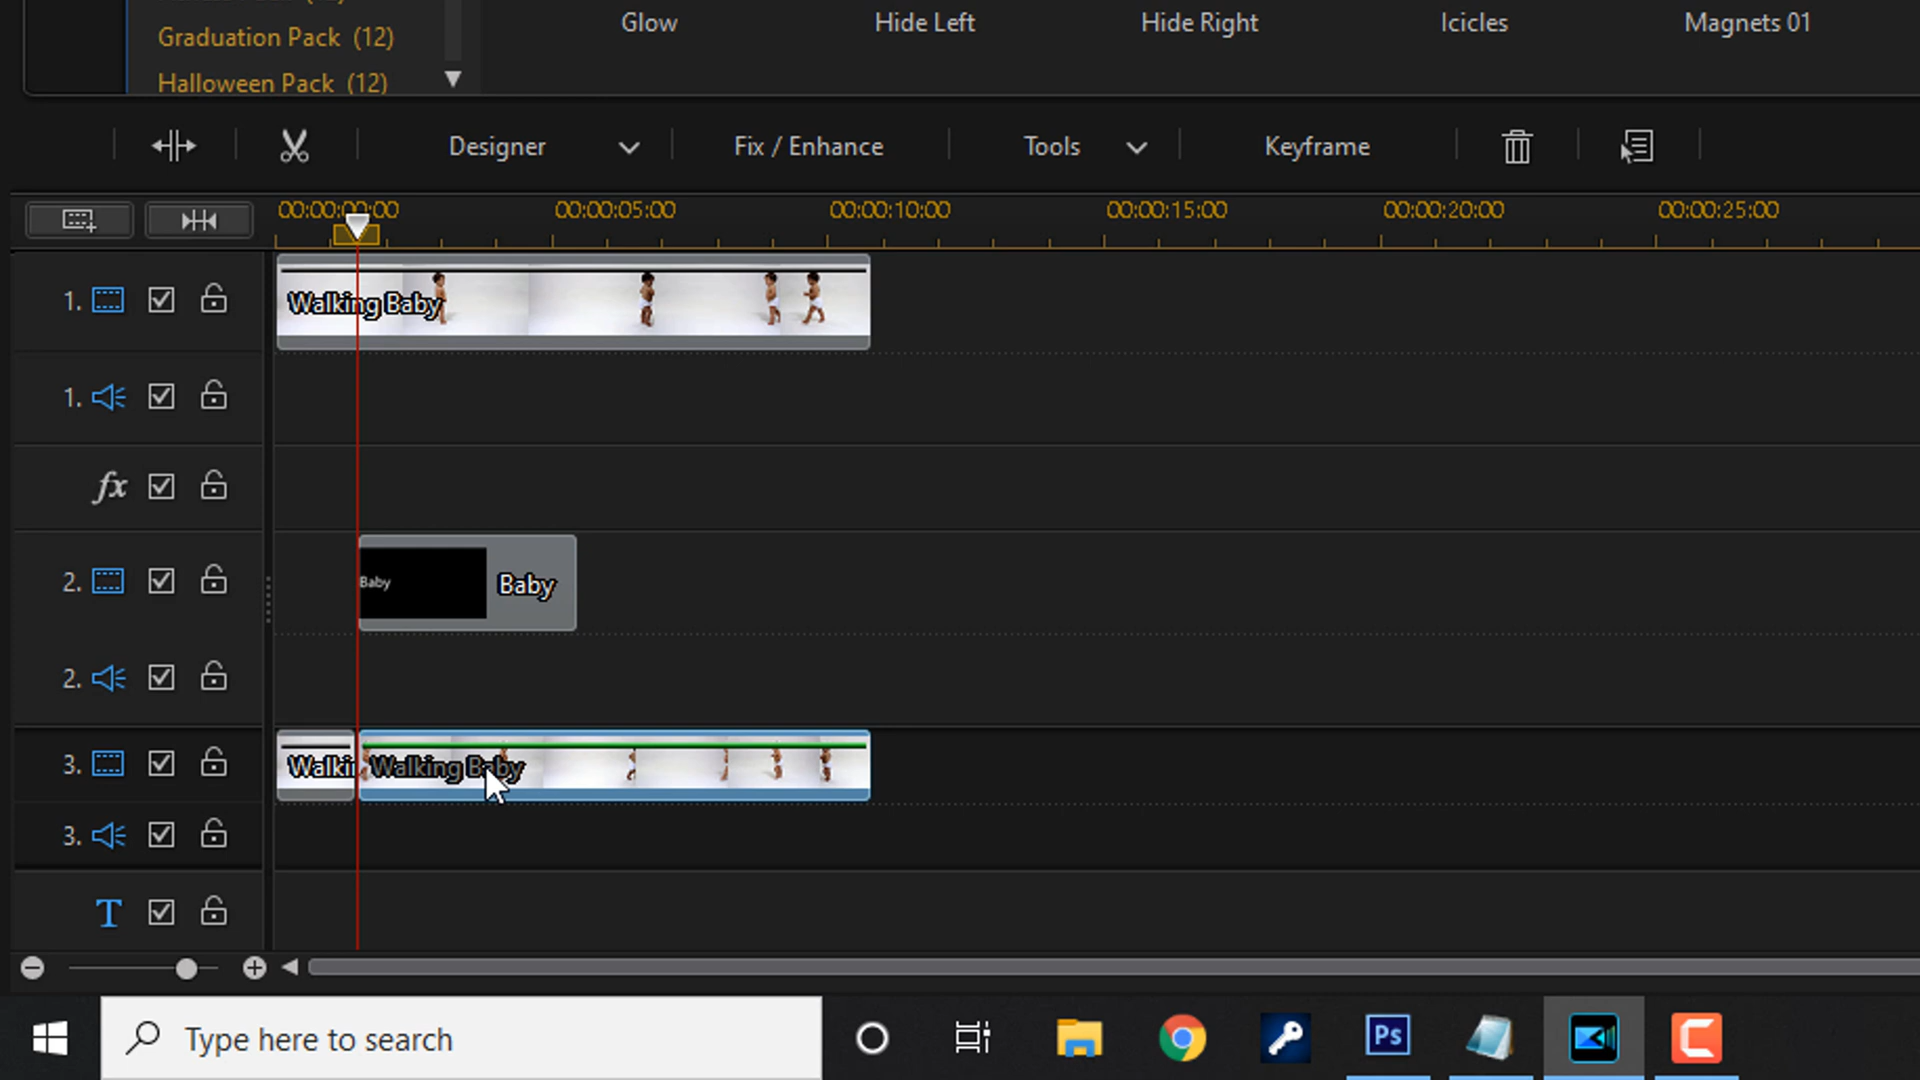 Graduation Pack (12)
Halloween Pack (12)
Glow
Hide Left
Hide Right
Icicles
Magnets 01
Designer
Fix / Enhance
Tools
Keyframe
00:00:00:00
00:00:05:00
00:00:10:00
00:00:15:00
00:00:20:00
00:00:25:00
1.
Walking Baby
1.
fx
2.
Baby
Baby
2.
3.
Walkin
Walking Baby
3.
T
Type here to search
Ps